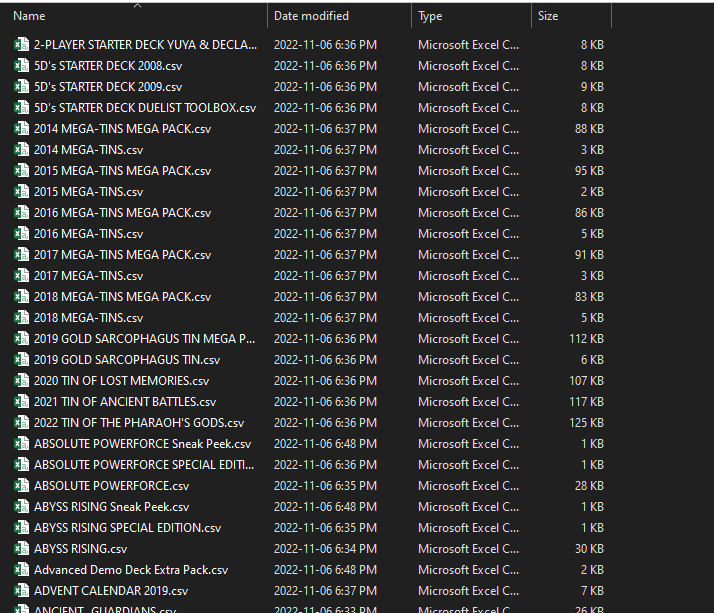 Name Date modified Type Size
2-PLAYER STARTER DECK YUYA & DECLA... 2022-11-06 6:36 PM Microsoft Excel C... 8 KB
5D's STARTER DECK 2008.csv 2022-11-06 6:36 PM Microsoft Excel C... 8 KB
5D's STARTER DECK 2009.csv 2022-11-06 6:36 PM Microsoft Excel C... 9 KB
5D's STARTER DECK DUELIST TOOLBOX.csv 2022-11-06 6:36 PM Microsoft Excel C... 8 KB
2014 MEGA-TINS MEGA PACK.csv 2022-11-06 6:37 PM Microsoft Excel C... 88 KB
2014 MEGA-TINS.csv 2022-11-06 6:37 PM Microsoft Excel C... 3 KB
2015 MEGA-TINS MEGA PACK.csv 2022-11-06 6:37 PM Microsoft Excel C... 95 KB
2015 MEGA-TINS.csv 2022-11-06 6:37 PM Microsoft Excel C... 2 KB
2016 MEGA-TINS MEGA PACK.csv 2022-11-06 6:37 PM Microsoft Excel C... 86 KB
2016 MEGA-TINS.csv 2022-11-06 6:37 PM Microsoft Excel C... 5 KB
2017 MEGA-TINS MEGA PACK.csv 2022-11-06 6:37 PM Microsoft Excel C... 91 KB
2017 MEGA-TINS.csv 2022-11-06 6:37 PM Microsoft Excel C... 3 KB
2018 MEGA-TINS MEGA PACK.csv 2022-11-06 6:37 PM Microsoft Excel C... 83 KB
2018 MEGA-TINS.csv 2022-11-06 6:37 PM Microsoft Excel C... 5 KB
2019 GOLD SARCOPHAGUS TIN MEGA P... 2022-11-06 6:36 PM Microsoft Excel C... 112 KB
2019 GOLD SARCOPHAGUS TIN.csv 2022-11-06 6:36 PM Microsoft Excel C... 6 KB
2020 TIN OF LOST MEMORIES.csv 2022-11-06 6:36 PM Microsoft Excel C... 107 KB
2021 TIN OF ANCIENT BATTLES.csv 2022-11-06 6:36 PM Microsoft Excel C... 117 KB
2022 TIN OF THE PHARAOH'S GODS.csv 2022-11-06 6:36 PM Microsoft Excel C... 125 KB
ABSOLUTE POWERFORCE Sneak Peek.csv 2022-11-06 6:48 PM Microsoft Excel C... 1 KB
ABSOLUTE POWERFORCE SPECIAL EDITI... 2022-11-06 6:36 PM Microsoft Excel C... 1 KB
ABSOLUTE POWERFORCE.csv 2022-11-06 6:35 PM Microsoft Excel C... 28 KB
ABYSS RISING Sneak Peek.csv 2022-11-06 6:48 PM Microsoft Excel C... 1 KB
ABYSS RISING SPECIAL EDITION.csv 2022-11-06 6:35 PM Microsoft Excel C... 1 KB
ABYSS RISING.csv 2022-11-06 6:34 PM Microsoft Excel C... 30 KB
Advanced Demo Deck Extra Pack.csv 2022-11-06 6:48 PM Microsoft Excel C... 2 KB
ADVENT CALENDAR 2019.csv 2022-11-06 6:37 PM Microsoft Excel C... 7 KB
ANCIENT_GUARDIANS.csv 2022-11-06 6:33 PM Microsoft Excel C... 26 KB